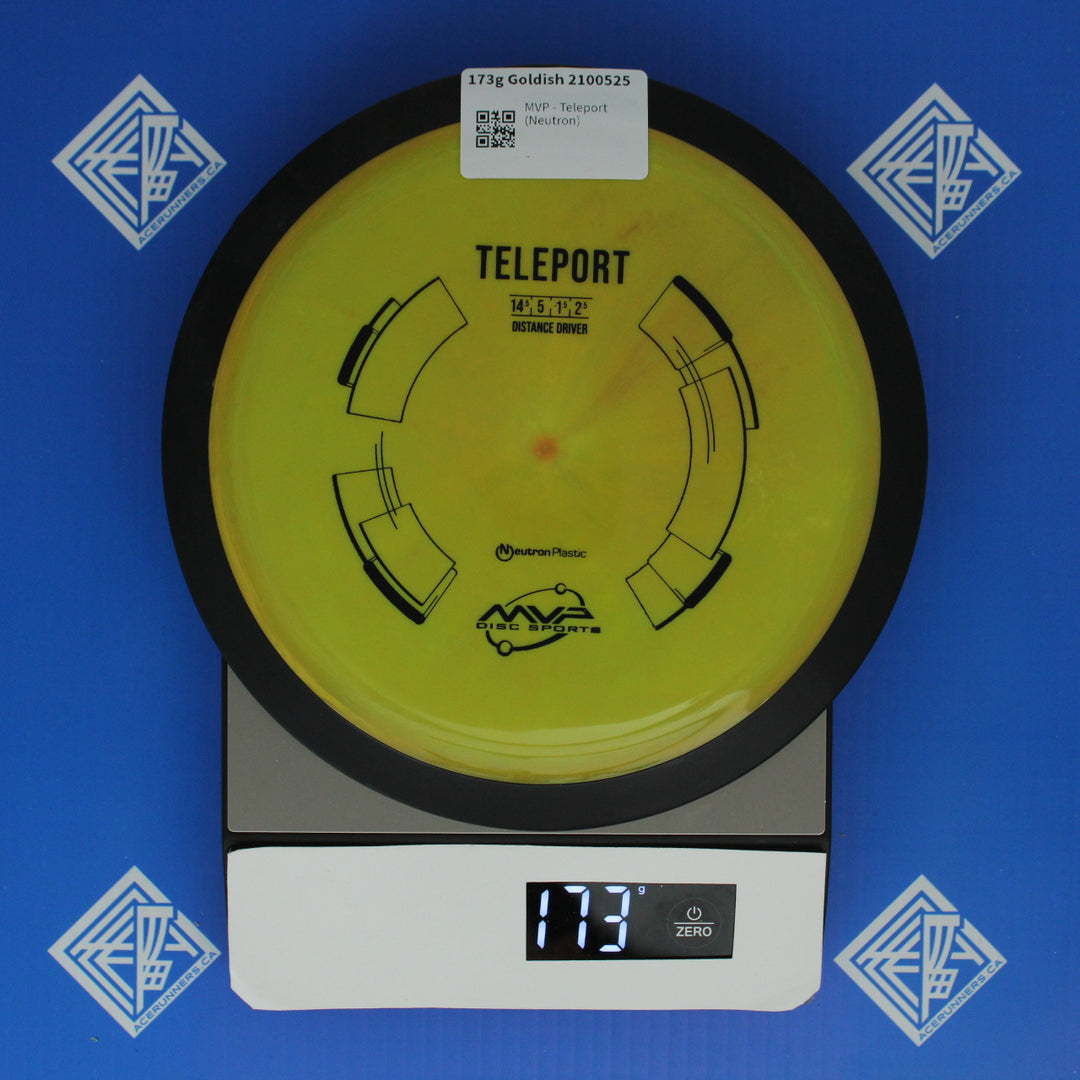 173g Goldish 2100525
MVP - Teleport
(Neutron)
TELEPORT
14.5 5 -1.5 2.5
DISTANCE DRIVER
Neutron Plastic
MVP
DISC SPORTS
173 g
ZERO
ACERUNNERS.CA
ACERUNNERS.CA
ACERUNNERS.CA
ACERUNNERS.CA